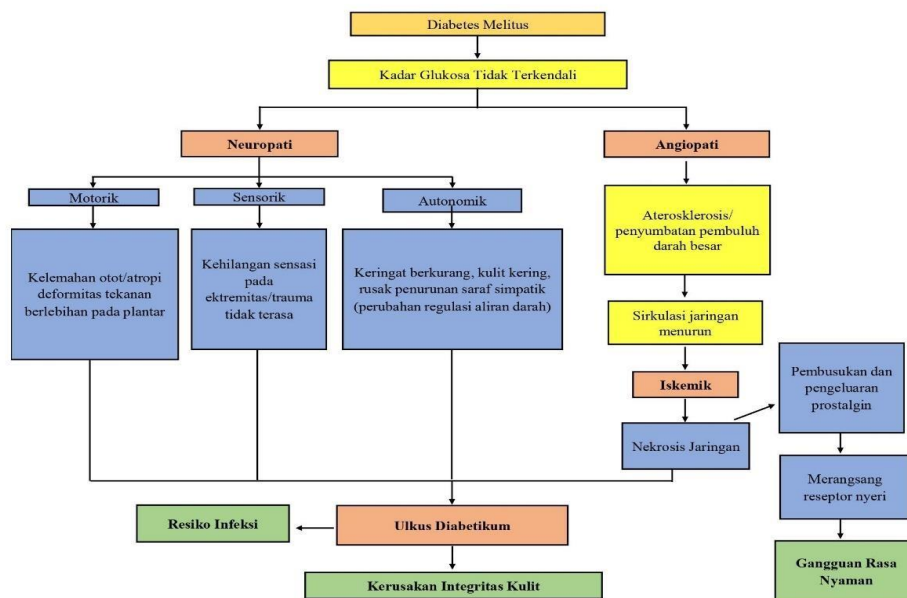 Diabetes Melitus
Kadar Glukosa Tidak Terkendali
Neuropati
Angiopati
Motorik
Sensorik
Autonomik
Kelemahan otot/atropi
deformitas tekanan
berlebihan pada plantar
Kehilangan sensasi
pada
ektremitas/trauma
tidak terasa
Keringat berkurang, kulit kering,
rusak penurunan saraf simpatik
(perubahan regulasi aliran darah)
Aterosklerosis/
penyumbatan pembuluh
darah besar
Sirkulasi jaringan
menurun
Iskemik
Nekrosis Jaringan
Pembusukan dan
pengeluaran
prostalgin
Merangsang
reseptor nyeri
Gangguan Rasa
Nyaman
Resiko Infeksi
Ulkus Diabetikum
Kerusakan Integritas Kulit